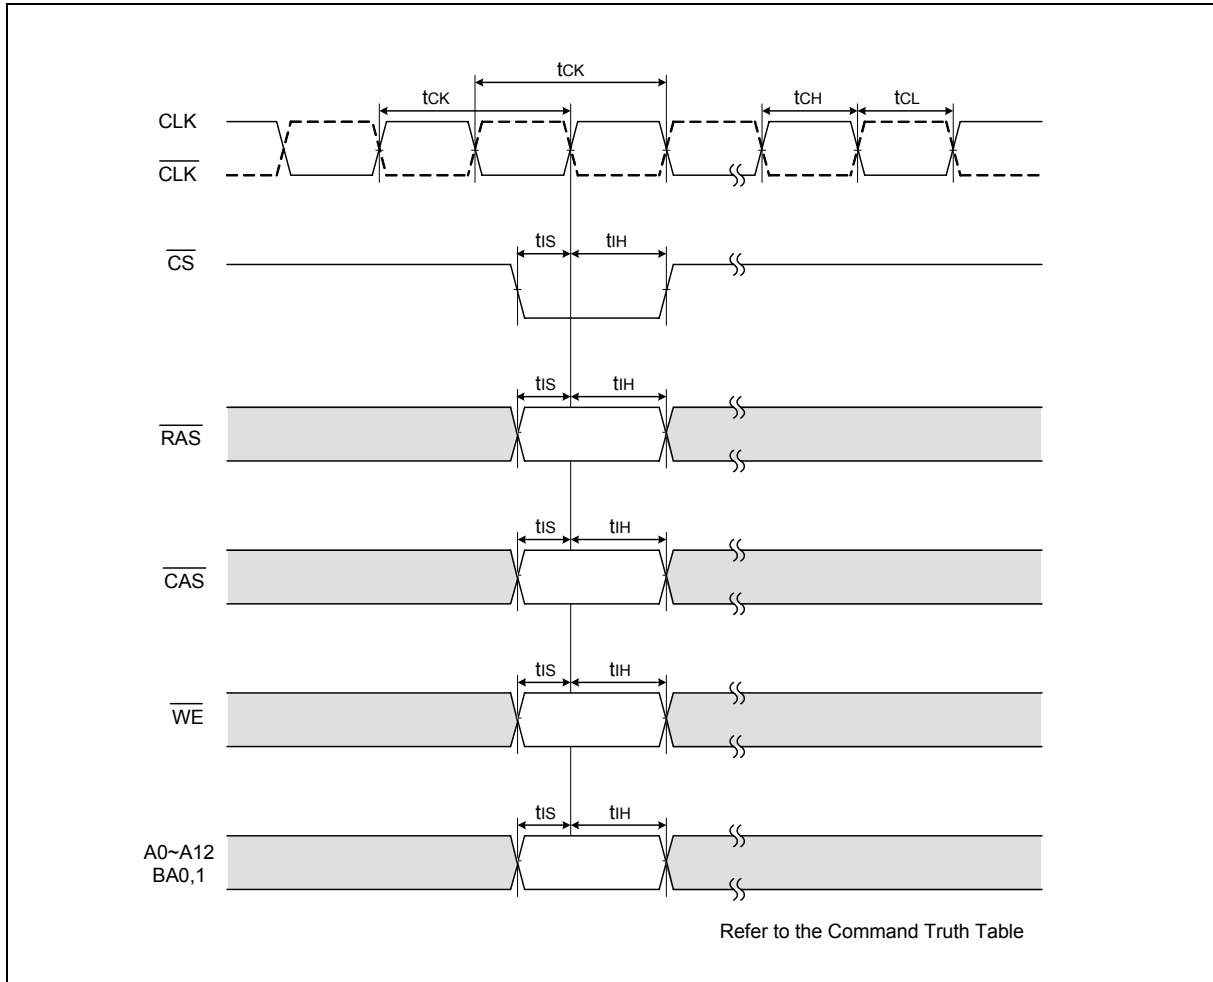 tCK
tCK
tCH
tCL
CLK
CLK
tIS
tIH
CS
tIS
tIH
RAS
tIS
tIH
CAS
tIS
tIH
WE
tIS
tIH
A0~A12
BA0,1
Refer to the Command Truth Table